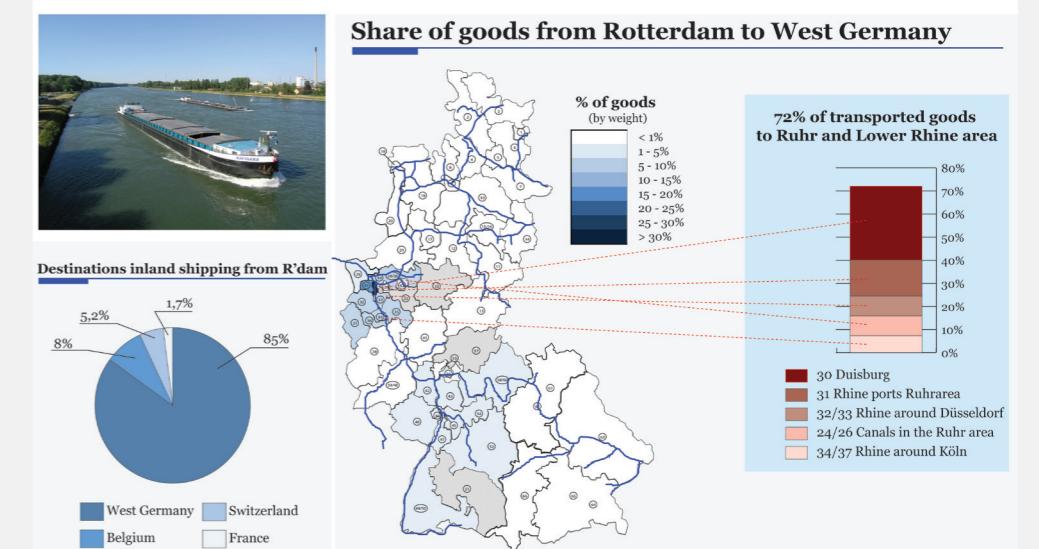 Share of goods from Rotterdam to West Germany
% of goods
(by weight)
< 1%
1 - 5%
5 - 10%
10 - 15%
15 - 20%
20 - 25%
25 - 30%
> 30%
72% of transported goods
to Ruhr and Lower Rhine area
80%
70%
60%
50%
40%
30%
20%
10%
0%
30 Duisburg
31 Rhine ports Ruhrarea
32/33 Rhine around Düsseldorf
24/26 Canals in the Ruhr area
34/37 Rhine around Köln
Destinations inland shipping from R'dam
1,7%
5,2%
8%
85%
West Germany
Switzerland
Belgium
France